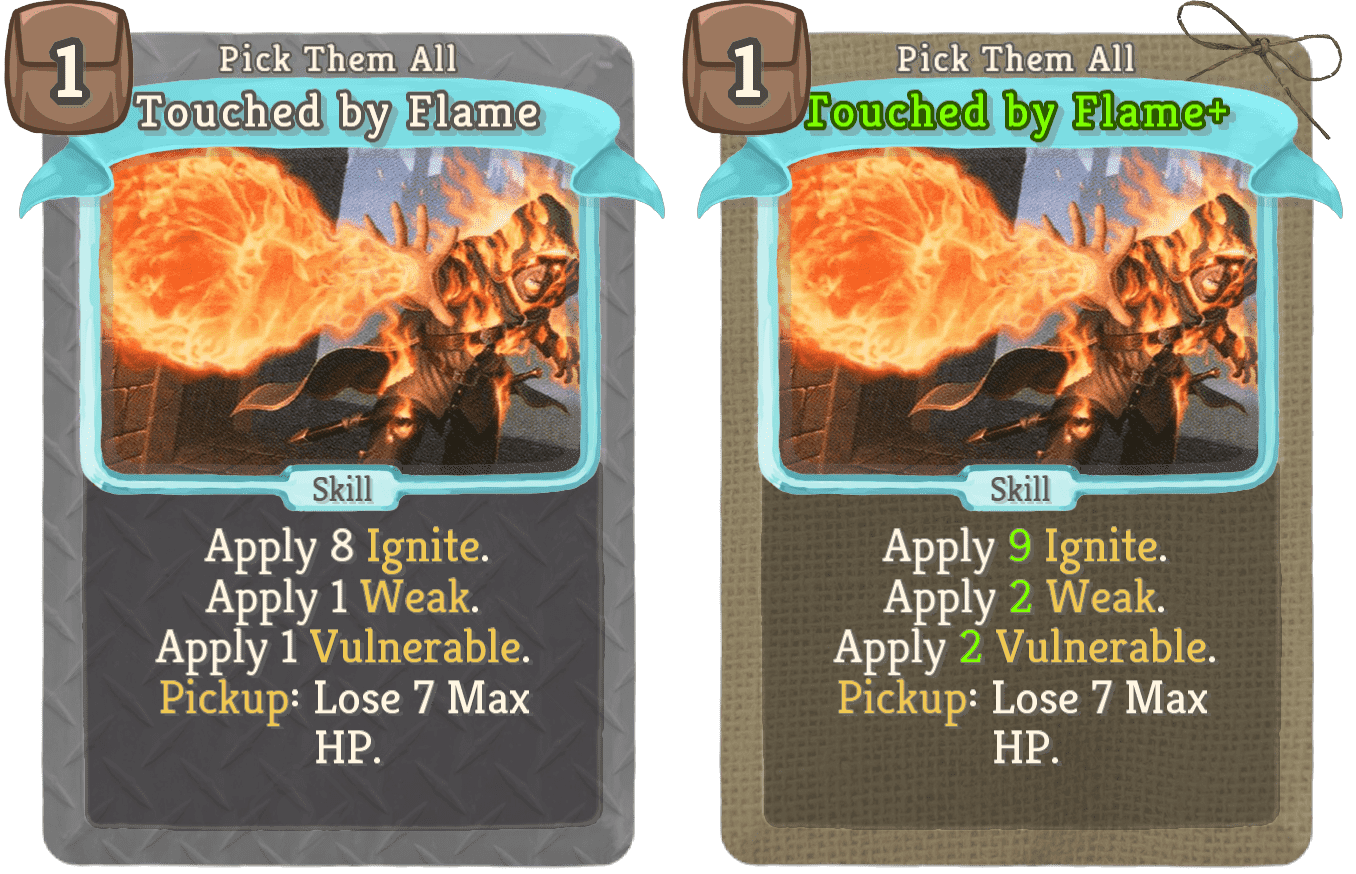 1
Pick Them All
Touched by Flame
Skill
Apply 8 Ignite.
Apply 1 Weak.
Apply 1 Vulnerable.
Pickup: Lose 7 Max
HP.
1
Pick Them All
Touched by Flame+
Skill
Apply 9 Ignite.
Apply 2 Weak.
Apply 2 Vulnerable.
Pickup: Lose 7 Max
HP.